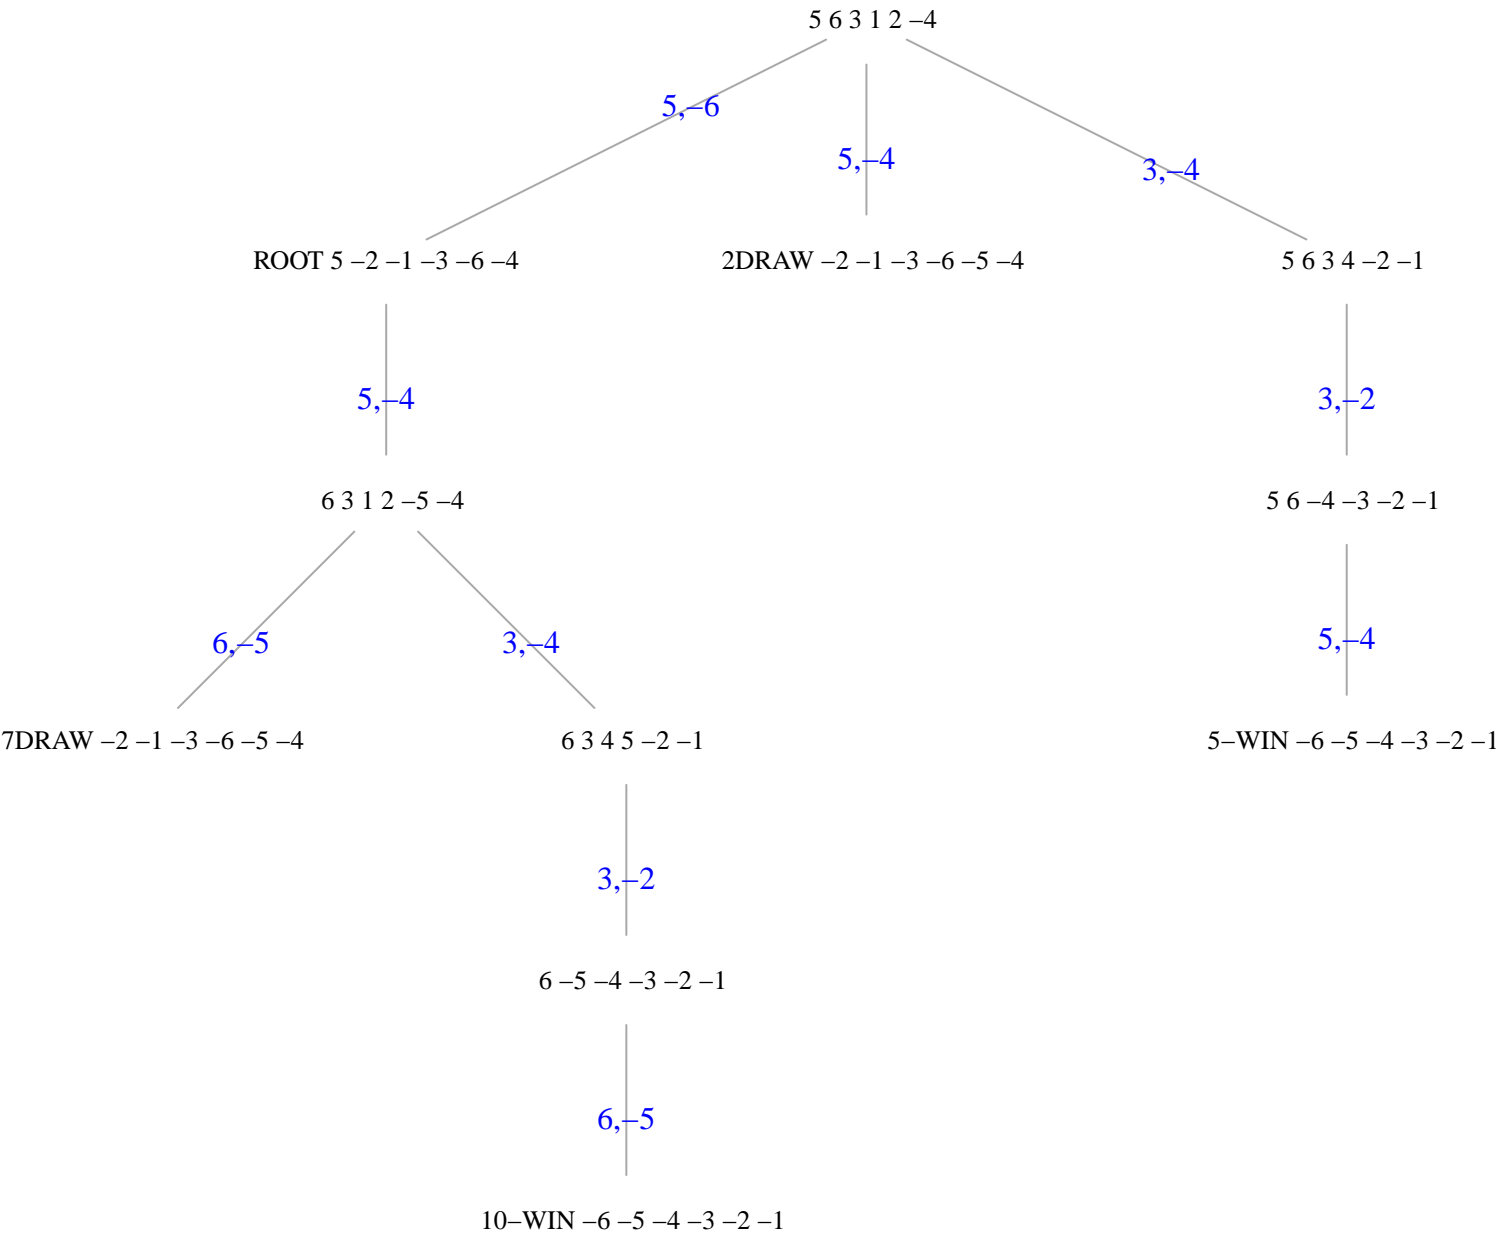 5 6 3 1 2 –4
5,–6
5,–4
3,–4
ROOT 5 –2 –1 –3 –6 –4
2DRAW –2 –1 –3 –6 –5 –4
5 6 3 4 –2 –1
5,–4
3,–2
6 3 1 2 –5 –4
5 6 –4 –3 –2 –1
6,–5
3,–4
5,–4
7DRAW –2 –1 –3 –6 –5 –4
6 3 4 5 –2 –1
5–WIN –6 –5 –4 –3 –2 –1
3,–2
6 –5 –4 –3 –2 –1
6,–5
10–WIN –6 –5 –4 –3 –2 –1